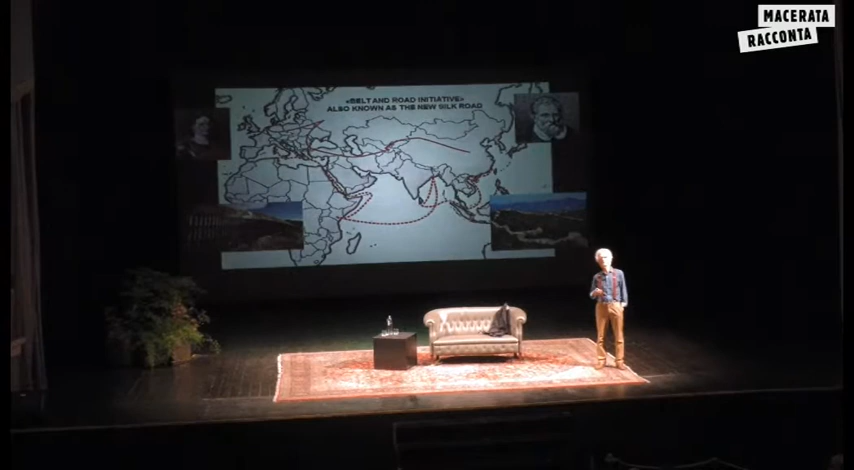 MACERATA
RACCONTA
«BELT AND ROAD INITIATIVE»
ALSO KNOWN AS THE NEW SILK ROAD